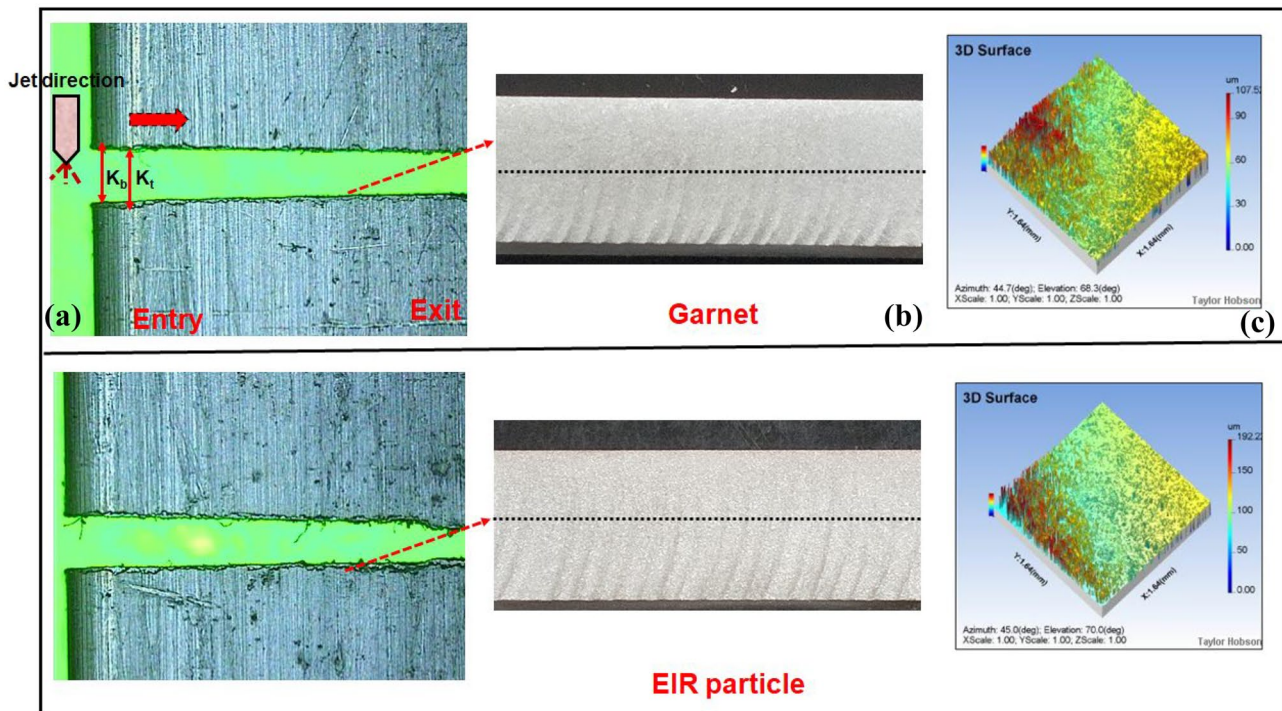 Jet direction
Kb Kt
(a)
Entry
Exit
Garnet
(b)
3D Surface
um
107.52
90
60
30
0.00
Y:1.64(mm)
X:1.64(mm)
Azimuth: 44.7(deg); Elevation: 68.3(deg)
XScale: 1.00; YScale: 1.00; ZScale: 1.00
Taylor Hobson
(c)
3D Surface
um
192.2
150
100
50
0.00
Y:1.64(mm)
X:1.64(mm)
Azimuth: 45.0(deg); Elevation: 70.0(deg)
XScale: 1.00; YScale: 1.00; ZScale: 1.00
Taylor Hobson
EIR particle